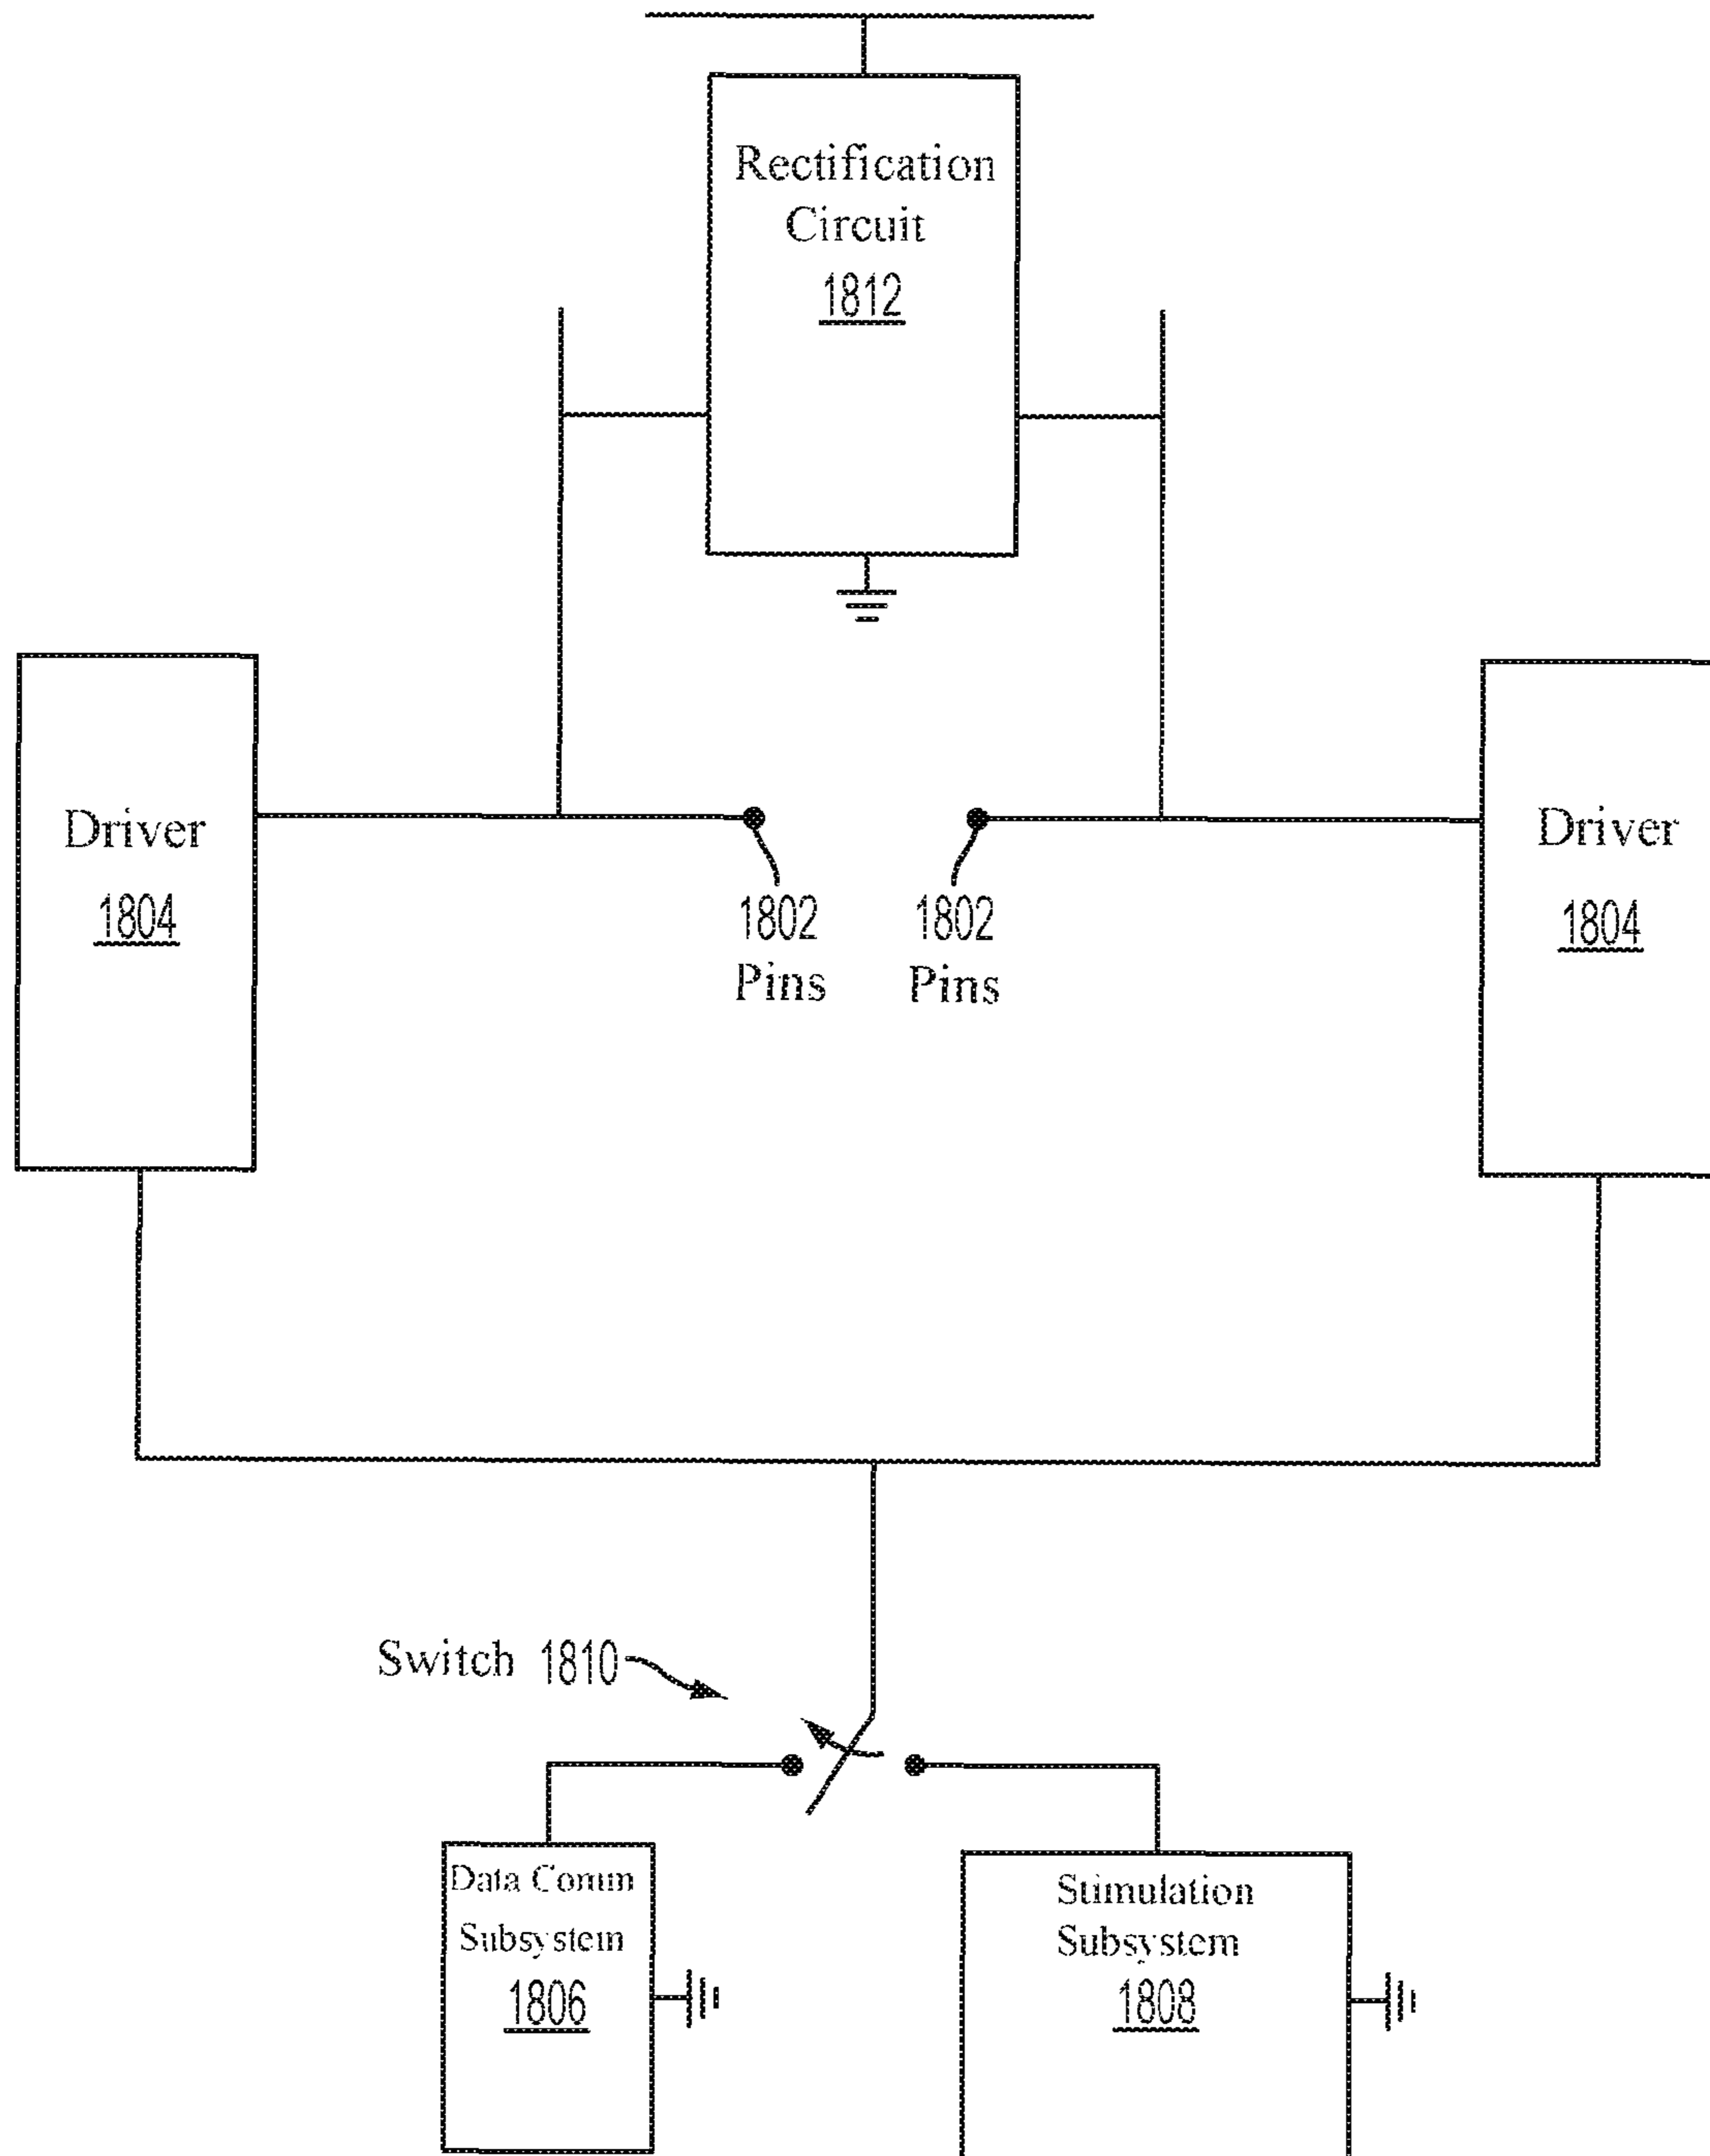 Rectification
Circuit
1812
Driver
1804
1802
Pins
1802
Pins
Driver
1804
Switch 1810
Data Comm
Subsystem
1806
Stimulation
Subsystem
1808